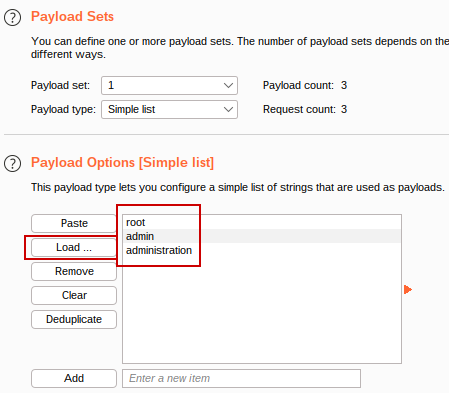 Payload Sets
You can define one or more payload sets. The number of payload sets depends on the
different ways.
Payload set: 1 Payload count: 3
Payload type: Simple list Request count: 3
Payload Options [Simple list]
This payload type lets you configure a simple list of strings that are used as payloads.
Paste
Load ...
Remove
Clear
Deduplicate
root
admin
administration
Add Enter a new item